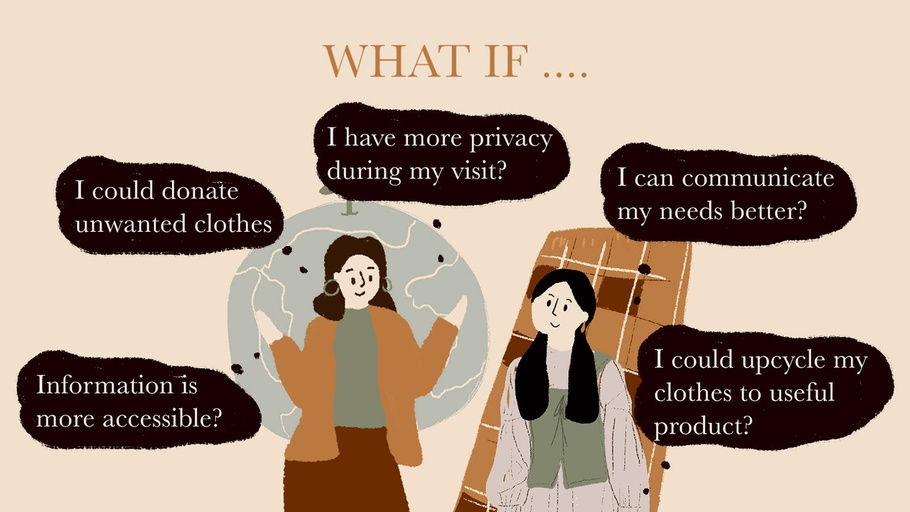 WHAT IF ....
I have more privacy
during my visit?
I could donate
unwanted clothes
I can communicate
my needs better?
Information is
more accessible?
I could upcycle my
clothes to useful
product?